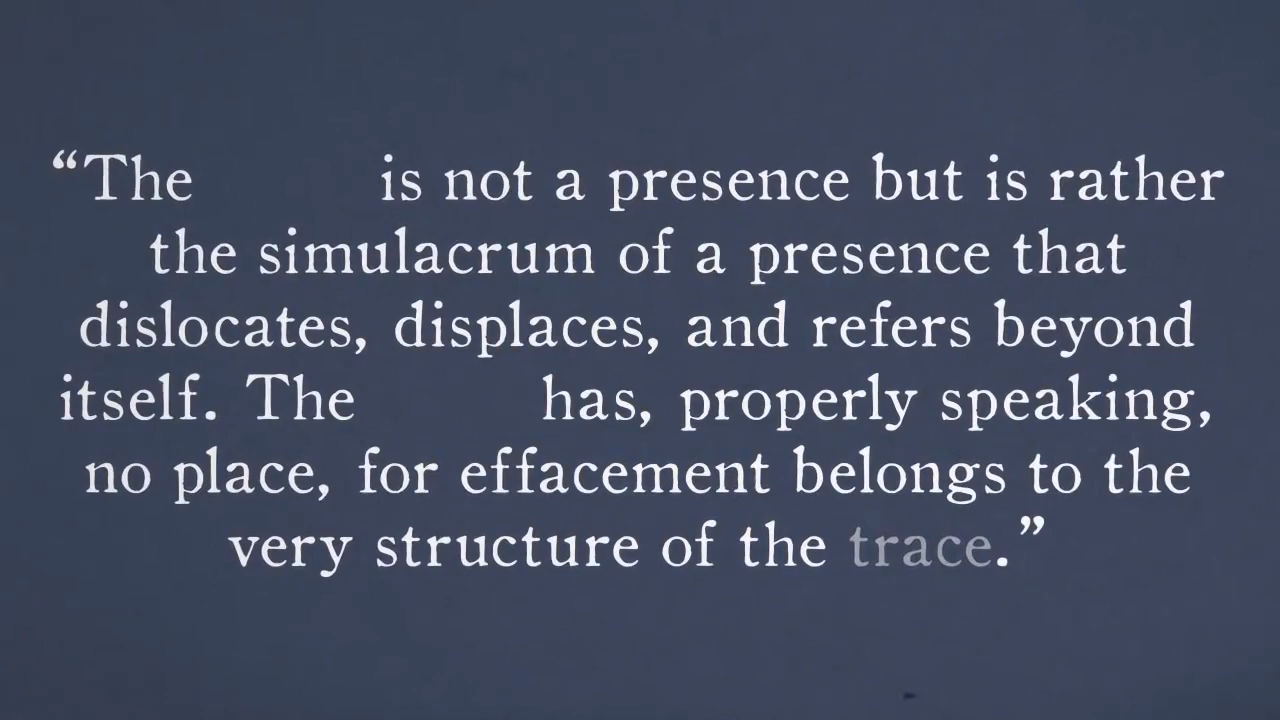 “The is not a presence but is rather
the simulacrum of a presence that
dislocates, displaces, and refers beyond
itself. The has, properly speaking,
no place, for effacement belongs to the
very structure of the trace.”